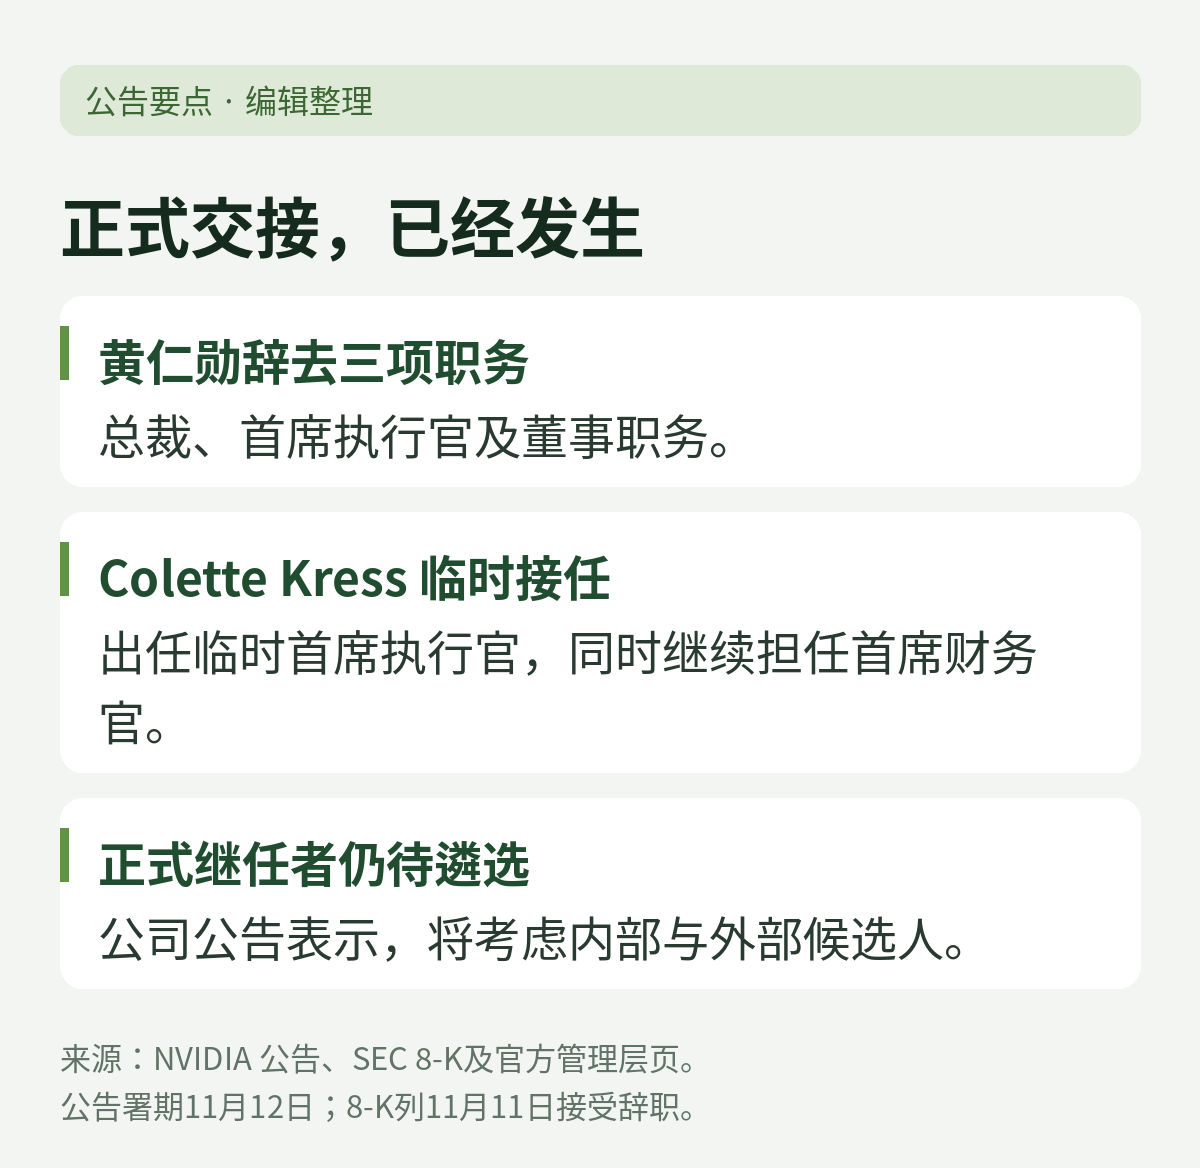 公告要点 · 编辑整理
正式交接，已经发生
黄仁勋辞去三项职务
总裁、首席执行官及董事职务。
Colette Kress 临时接任
出任临时首席执行官，同时继续担任首席财务
官。
正式继任者仍待遴选
公司公告表示，将考虑内部与外部候选人。
来源：NVIDIA 公告、SEC 8-K及官方管理层页。
公告署期11月12日；8-K列11月11日接受辞职。